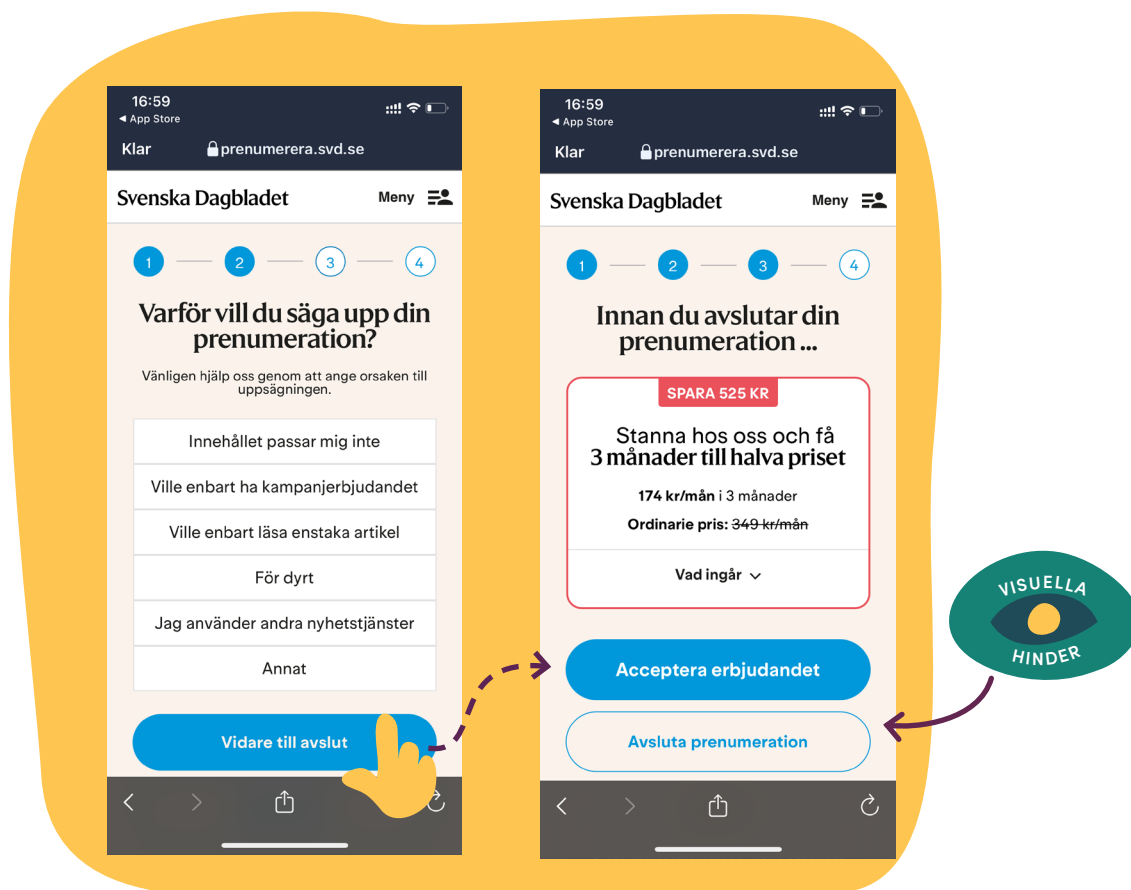 16:59
◀ App Store
Klar
prenumerera.svd.se
Svenska Dagbladet
Meny
1
2
3
4
Varför vill du säga upp din
prenumeration?
Vänligen hjälp oss genom att ange orsaken till
uppsägningen.
Innehållet passar mig inte
Ville enbart ha kampanjerbjudandet
Ville enbart läsa enstaka artikel
För dyrt
Jag använder andra nyhetstjänster
Annat
Vidare till avslut
16:59
◀ App Store
Klar
prenumerera.svd.se
Svenska Dagbladet
Meny
1
2
3
4
Innan du avslutar din
prenumeration ...
SPARA 525 KR
Stanna hos oss och få
3 månader till halva priset
174 kr/mån i 3 månader
Ordinarie pris: 349 kr/mån
Vad ingår
Acceptera erbjudandet
Avsluta prenumeration
VISUELLA
HINDER